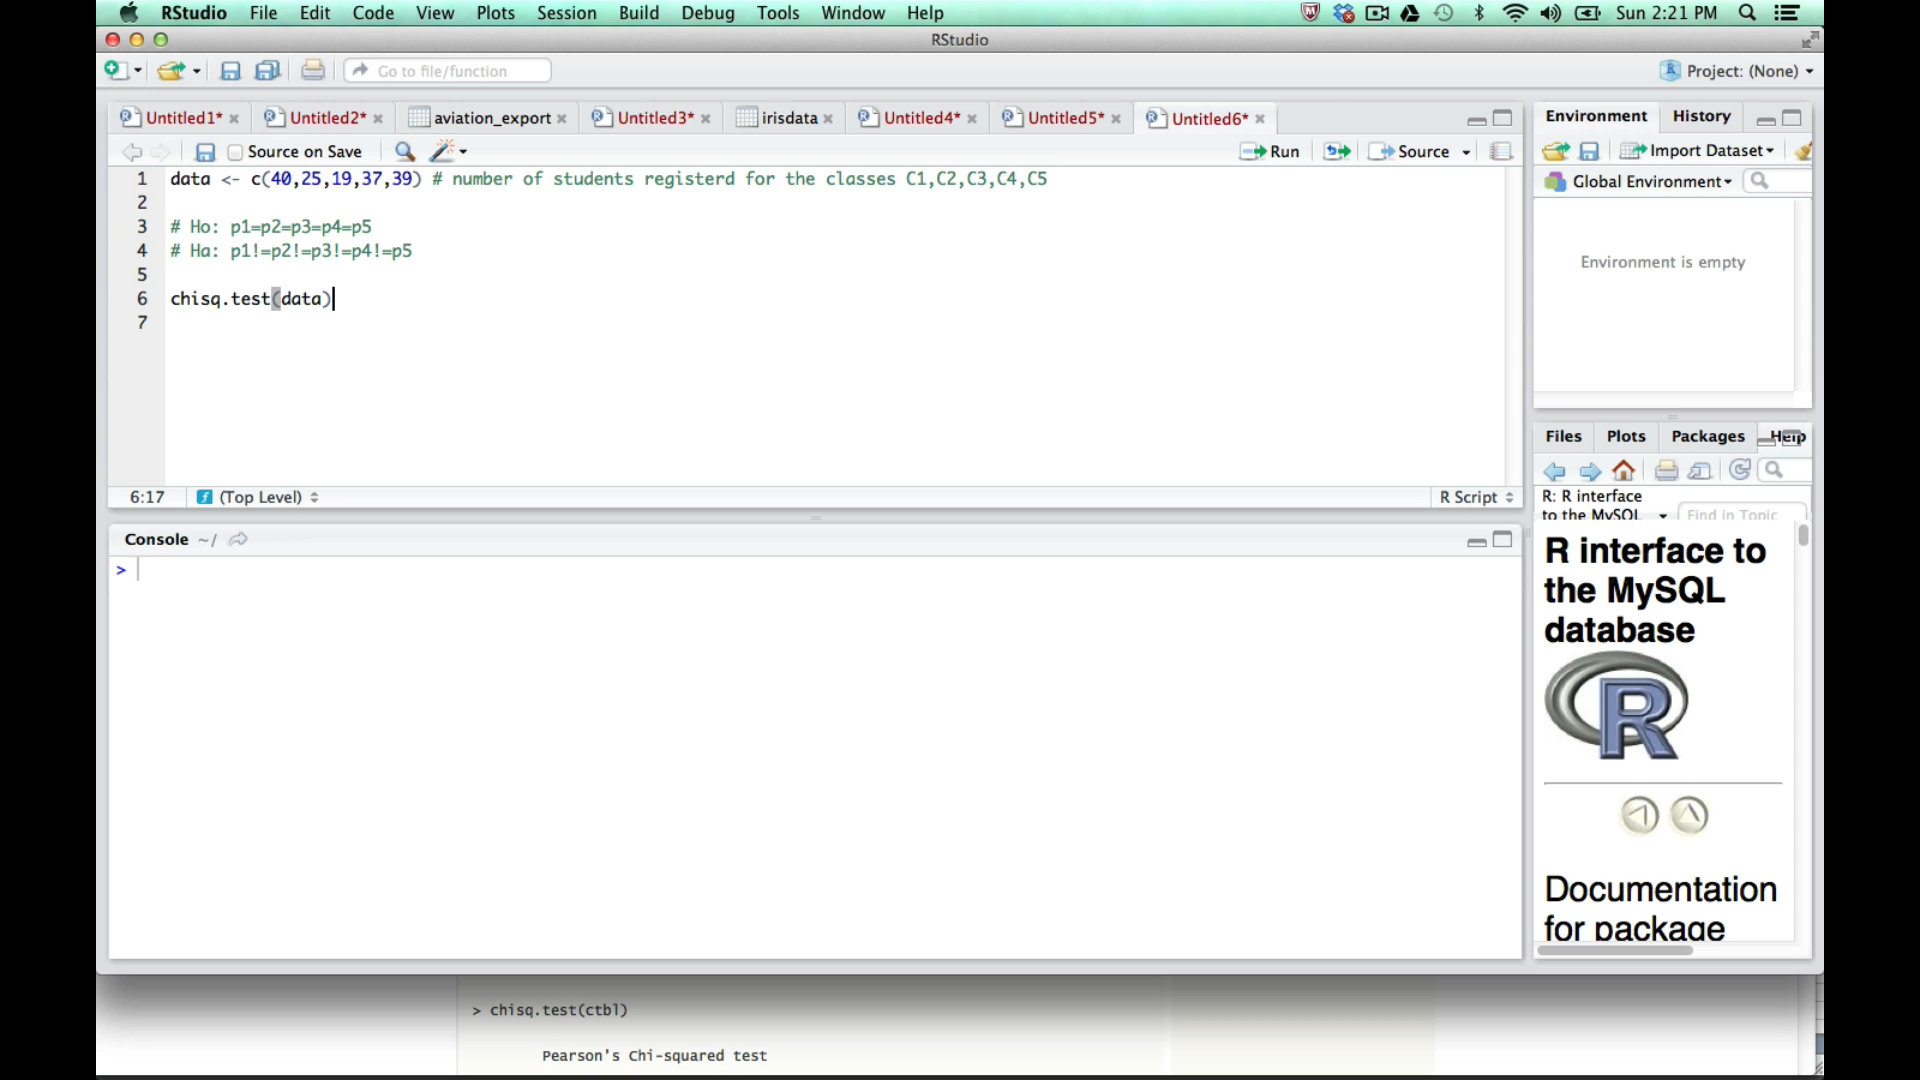 RStudio File Edit Code View Plots Session Build Debug Tools Window Help Sun 2:21 PM
RStudio
Go to file/function Project: (None)
Untitled1* Untitled2* aviation_export Untitled3* irisdata Untitled4* Untitled5* Untitled6*
Source on Save Run Source
1 data <- c(40,25,19,37,39) # number of students registerd for the classes C1,C2,C3,C4,C5
2
3 # Ho: p1=p2=p3=p4=p5
4 # Ha: p1!=p2!=p3!=p4!=p5
5
6 chisq.test(data)
7
6:17 (Top Level) R Script
Console ~/
>
Environment History
Import Dataset
Global Environment
Environment is empty
Files Plots Packages Help
R: R interface
to the MySQL Find in Topic
R interface to
the MySQL
database
R
Documentation
for package
> chisq.test(ctbl)
Pearson's Chi-squared test